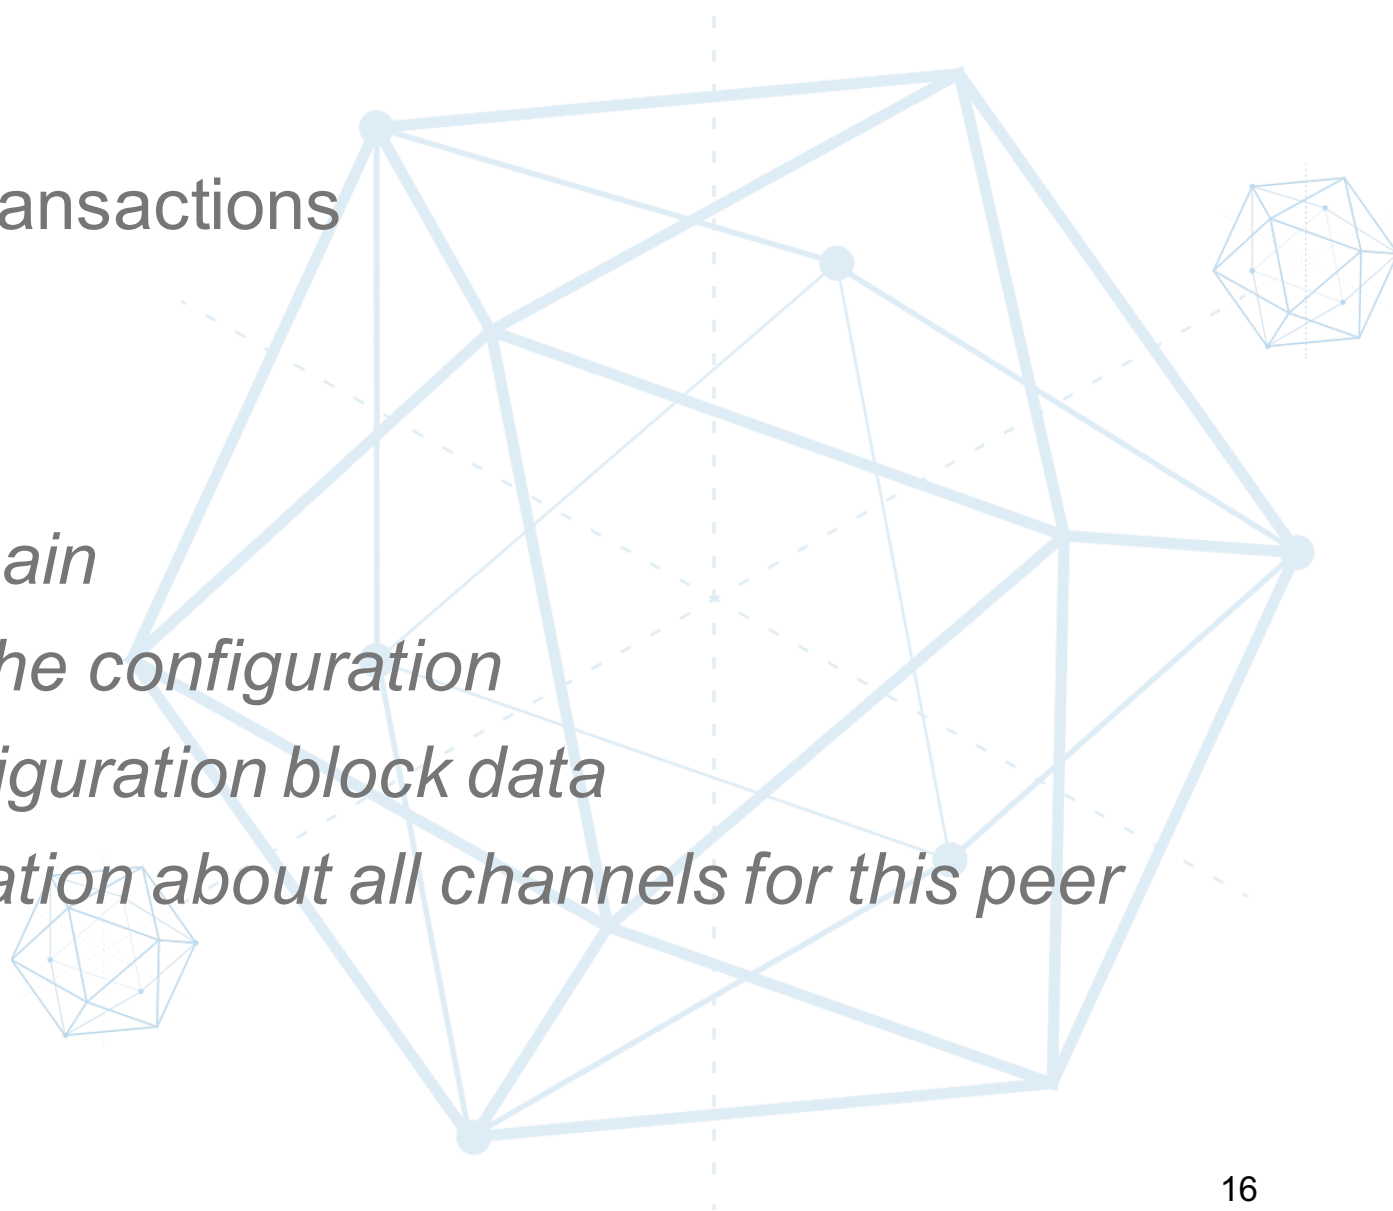 ansactions
ain
he configuration
iguration block data
ation about all channels for this peer
16